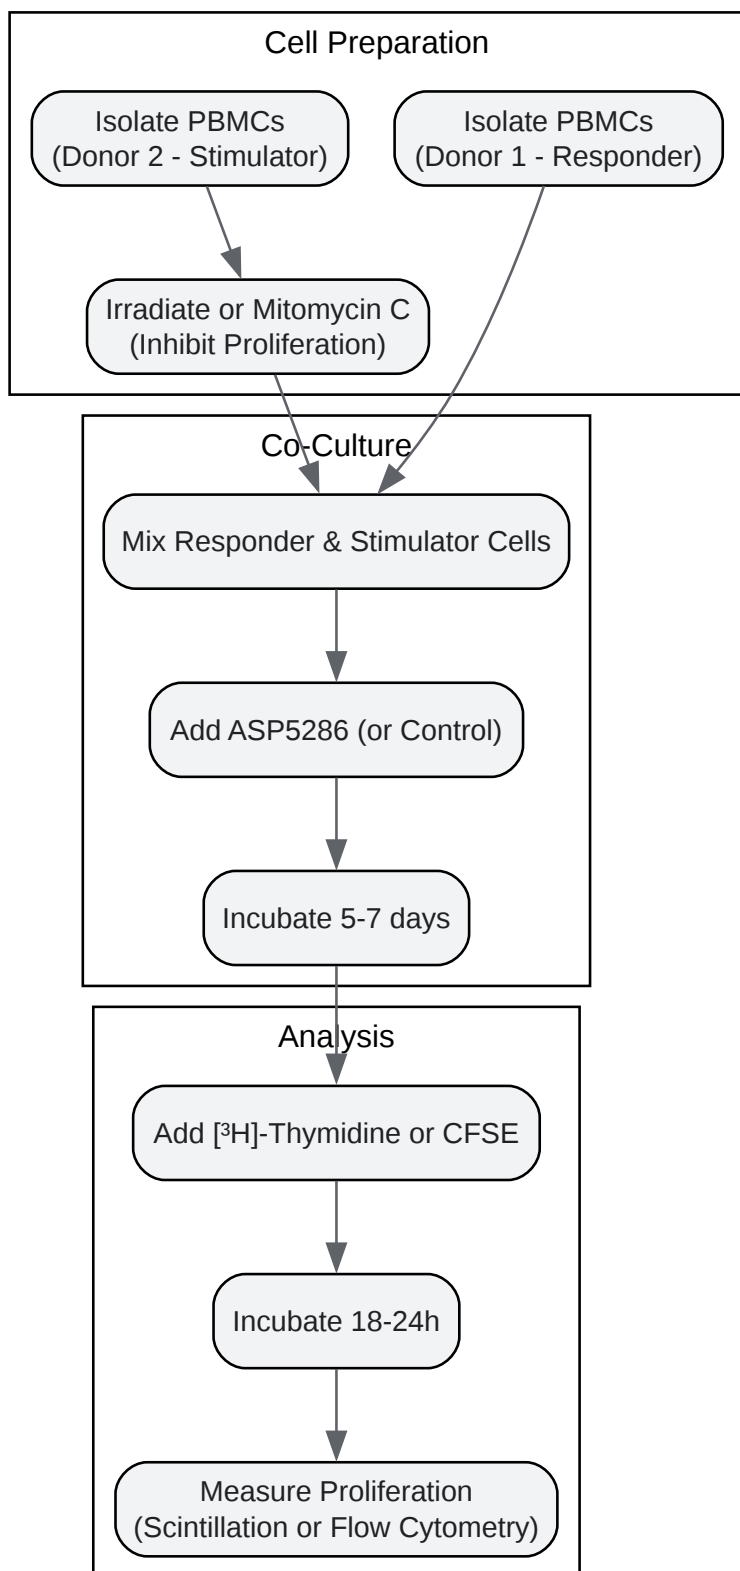 Cell Preparation
Isolate PBMCs
(Donor 2 - Stimulator)
Isolate PBMCs
(Donor 1 - Responder)
Irradiate or Mitomycin C
(Inhibit Proliferation)
Co-Culture
Mix Responder & Stimulator Cells
Add ASP5286 (or Control)
Incubate 5-7 days
Analysis
Add [³H]-Thymidine or CFSE
Incubate 18-24h
Measure Proliferation
(Scintillation or Flow Cytometry)